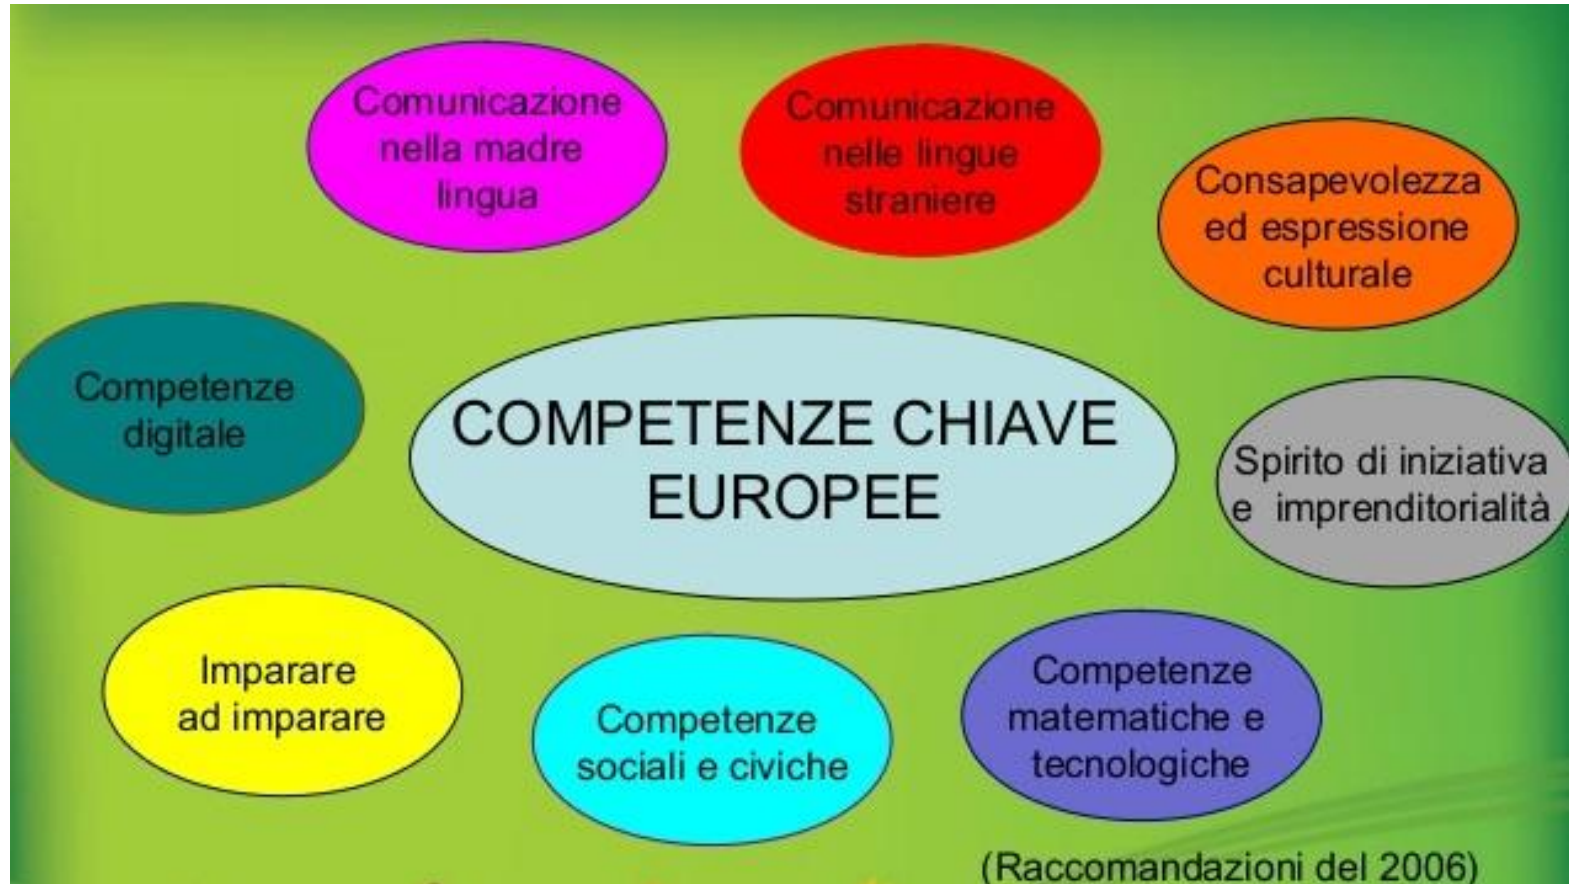 Comunicazione
nella madre
lingua
Comunicazione
nelle lingue
straniere
Consapevolezza
ed espressione
culturale
Competenze
digitale
COMPETENZE CHIAVE
EUROPEE
Spirito di iniziativa
e imprenditorialità
Imparare
ad imparare
Competenze
sociali e civiche
Competenze
matematiche e
tecnologiche
(Raccomandazioni del 2006)